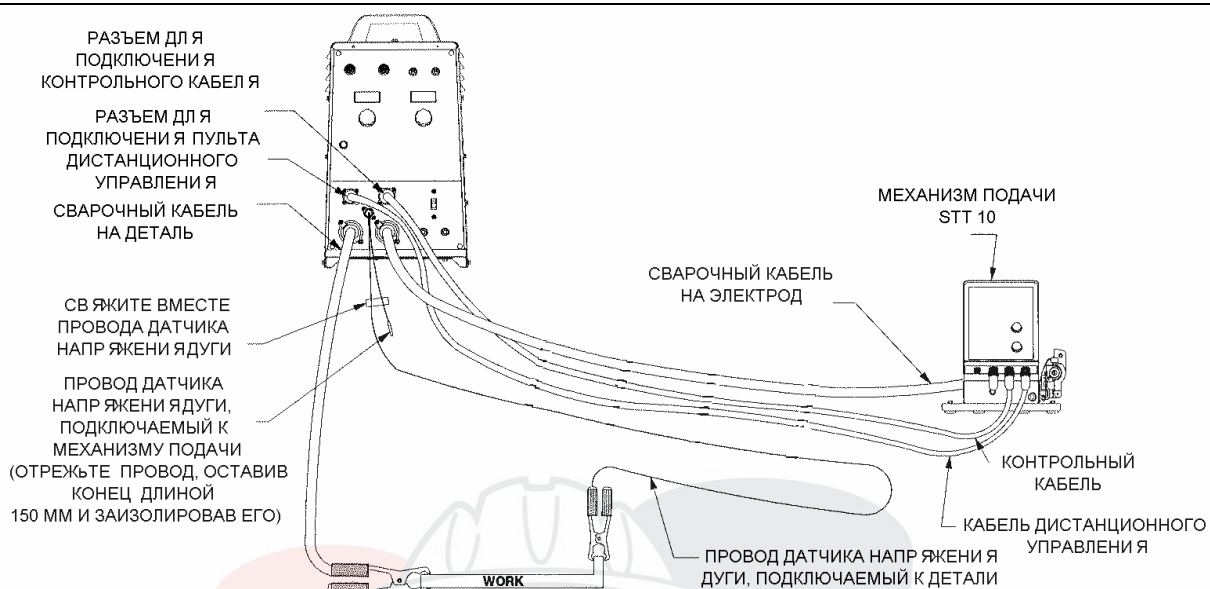 РАЗЪЕМ ДЛ Я
ПОДКЛЮЧЕНИ Я
КОНТРОЛЬНОГО КАБЕЛ Я
РАЗЪЕМ ДЛ Я
ПОДКЛЮЧЕНИ Я ПУЛЬТА
ДИСТАНЦИОННОГО
УПРАВЛЕНИ Я
СВАРОЧНЫЙ КАБЕЛЬ
НА ДЕТАЛЬ
СВ ЯЖИТЕ ВМЕСТЕ
ПРОВОДА ДАТЧИКА
НАПР ЯЖЕНИ Я ДУГИ
ПРОВОД ДАТЧИКА
НАПР ЯЖЕНИ Я ДУГИ,
ПОДКЛЮЧАЕМЫЙ К
МЕХАНИЗМУ ПОДАЧИ
(ОТРЕЖЬТЕ ПРОВОД, ОСТАВИВ
КОНЕЦ ДЛИНОЙ
150 ММ И ЗАИЗОЛИРОВАВ ЕГО)
МЕХАНИЗМ ПОДАЧИ
STT 10
СВАРОЧНЫЙ КАБЕЛЬ
НА ЭЛЕКТРОД
КОНТРОЛЬНЫЙ
КАБЕЛЬ
КАБЕЛЬ ДИСТАНЦИОННОГО
УПРАВЛЕНИ Я
ПРОВОД ДАТЧИКА НАПР ЯЖЕНИ Я
ДУГИ, ПОДКЛЮЧАЕМЫЙ К ДЕТАЛИ
WORK